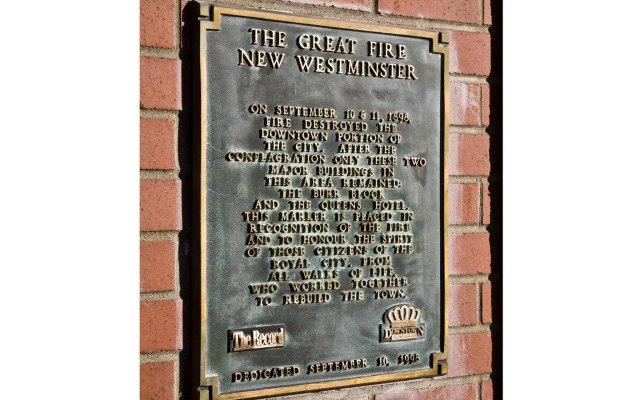 THE GREAT FIRE
NEW WESTMINSTER
ON SEPTEMBER 10 & 11, 1898,
FIRE DESTROYED THE
DOWNTOWN PORTION OF
THE CITY. AFTER THE
CONFLAGRATION ONLY THESE TWO
MAJOR BUILDINGS IN
THIS AREA REMAINED:
THE BURR BLOCK
AND THE QUEENS HOTEL.
THIS MARKER IS PLACED IN
RECOGNITION OF THE FIRE
AND TO HONOUR THE SPIRIT
OF THOSE CITIZENS OF THE
ROYAL CITY, FROM
ALL WALKS OF LIFE,
WHO WORKED TOGETHER
TO REBUILD THE TOWN.
The Record
DOWNTOWN
DEDICATED SEPTEMBER 10, 1998